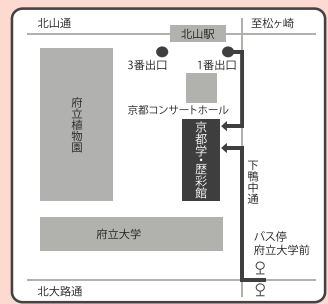 北山通
至松ヶ崎
北山駅
3番出口
1番出口
京都コンサートホール
府立植物園
京都学・歴彩館
下鴨中通
府立大学
バス停
府立大学前
北大路通